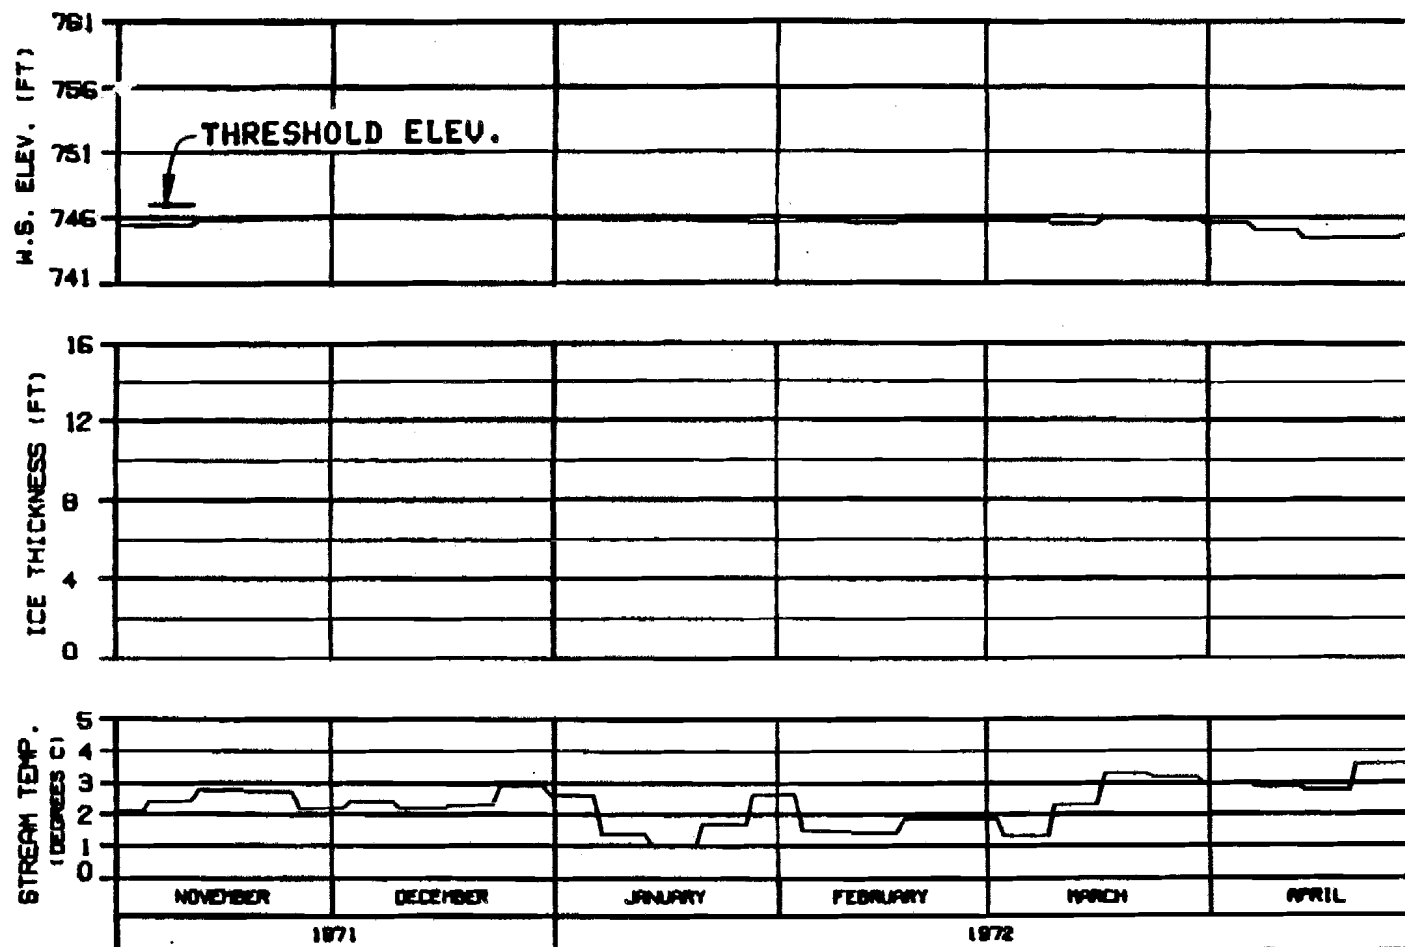 W.S. ELEV. (FT)
761
756
751
746
741
THRESHOLD ELEV.
ICE THICKNESS (FT)
16
12
8
4
0
STREAM TEMP.
(DEGREES C)
5
4
3
2
1
0
NOVEMBER DECEMBER JANUARY FEBRUARY MARCH APRIL
1971 1972